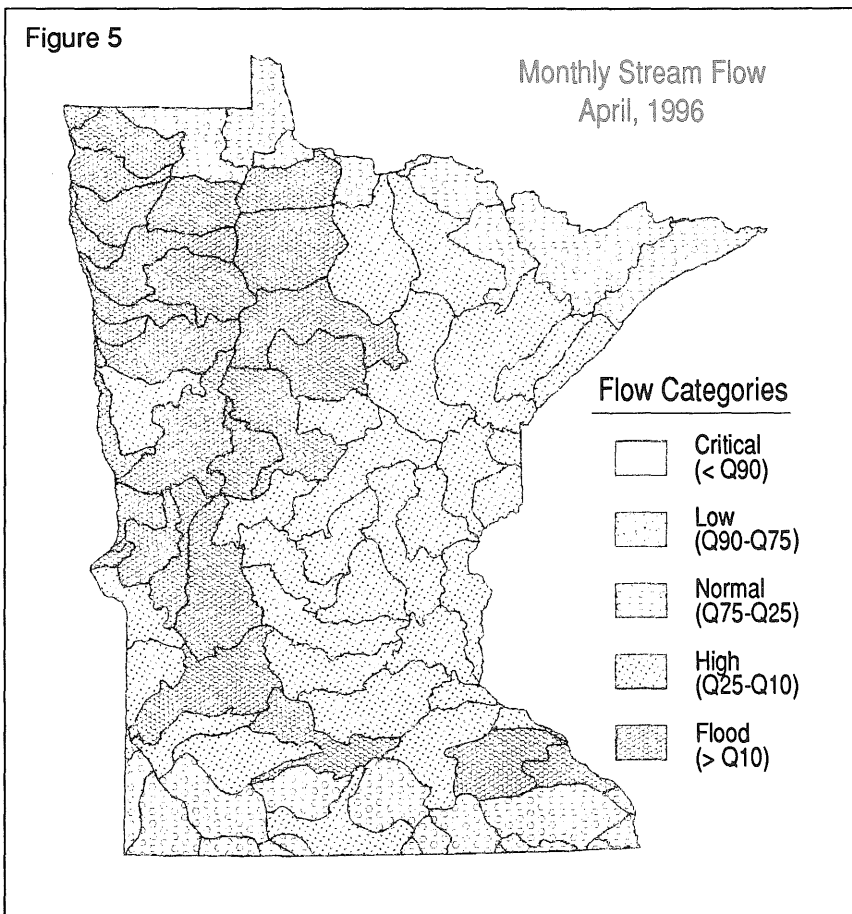 Figure 5
Monthly Stream Flow
April, 1996
Flow Categories
Critical
(< Q90)
Low
(Q90-Q75)
Normal
(Q75-Q25)
High
(Q25-Q10)
Flood
(> Q10)